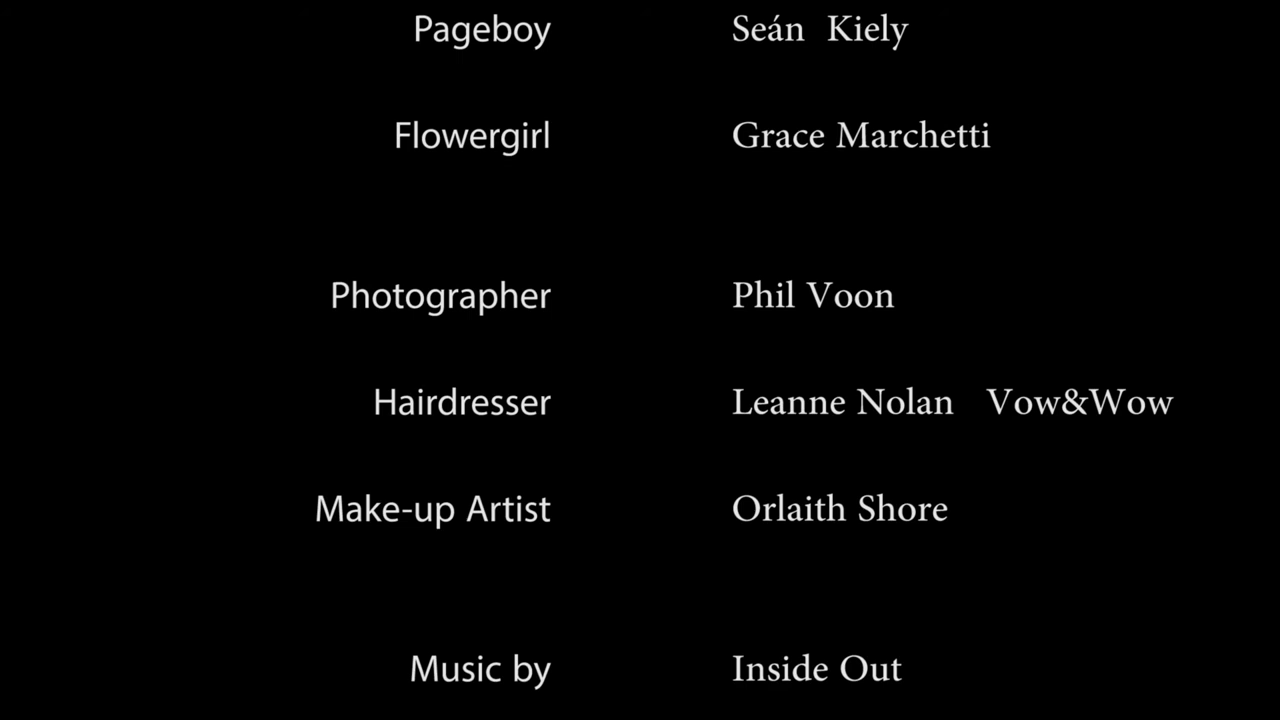 Pageboy Seán Kiely
Flowergirl Grace Marchetti
Photographer Phil Voon
Hairdresser Leanne Nolan Vow&Wow
Make-up Artist Orlaith Shore
Music by Inside Out